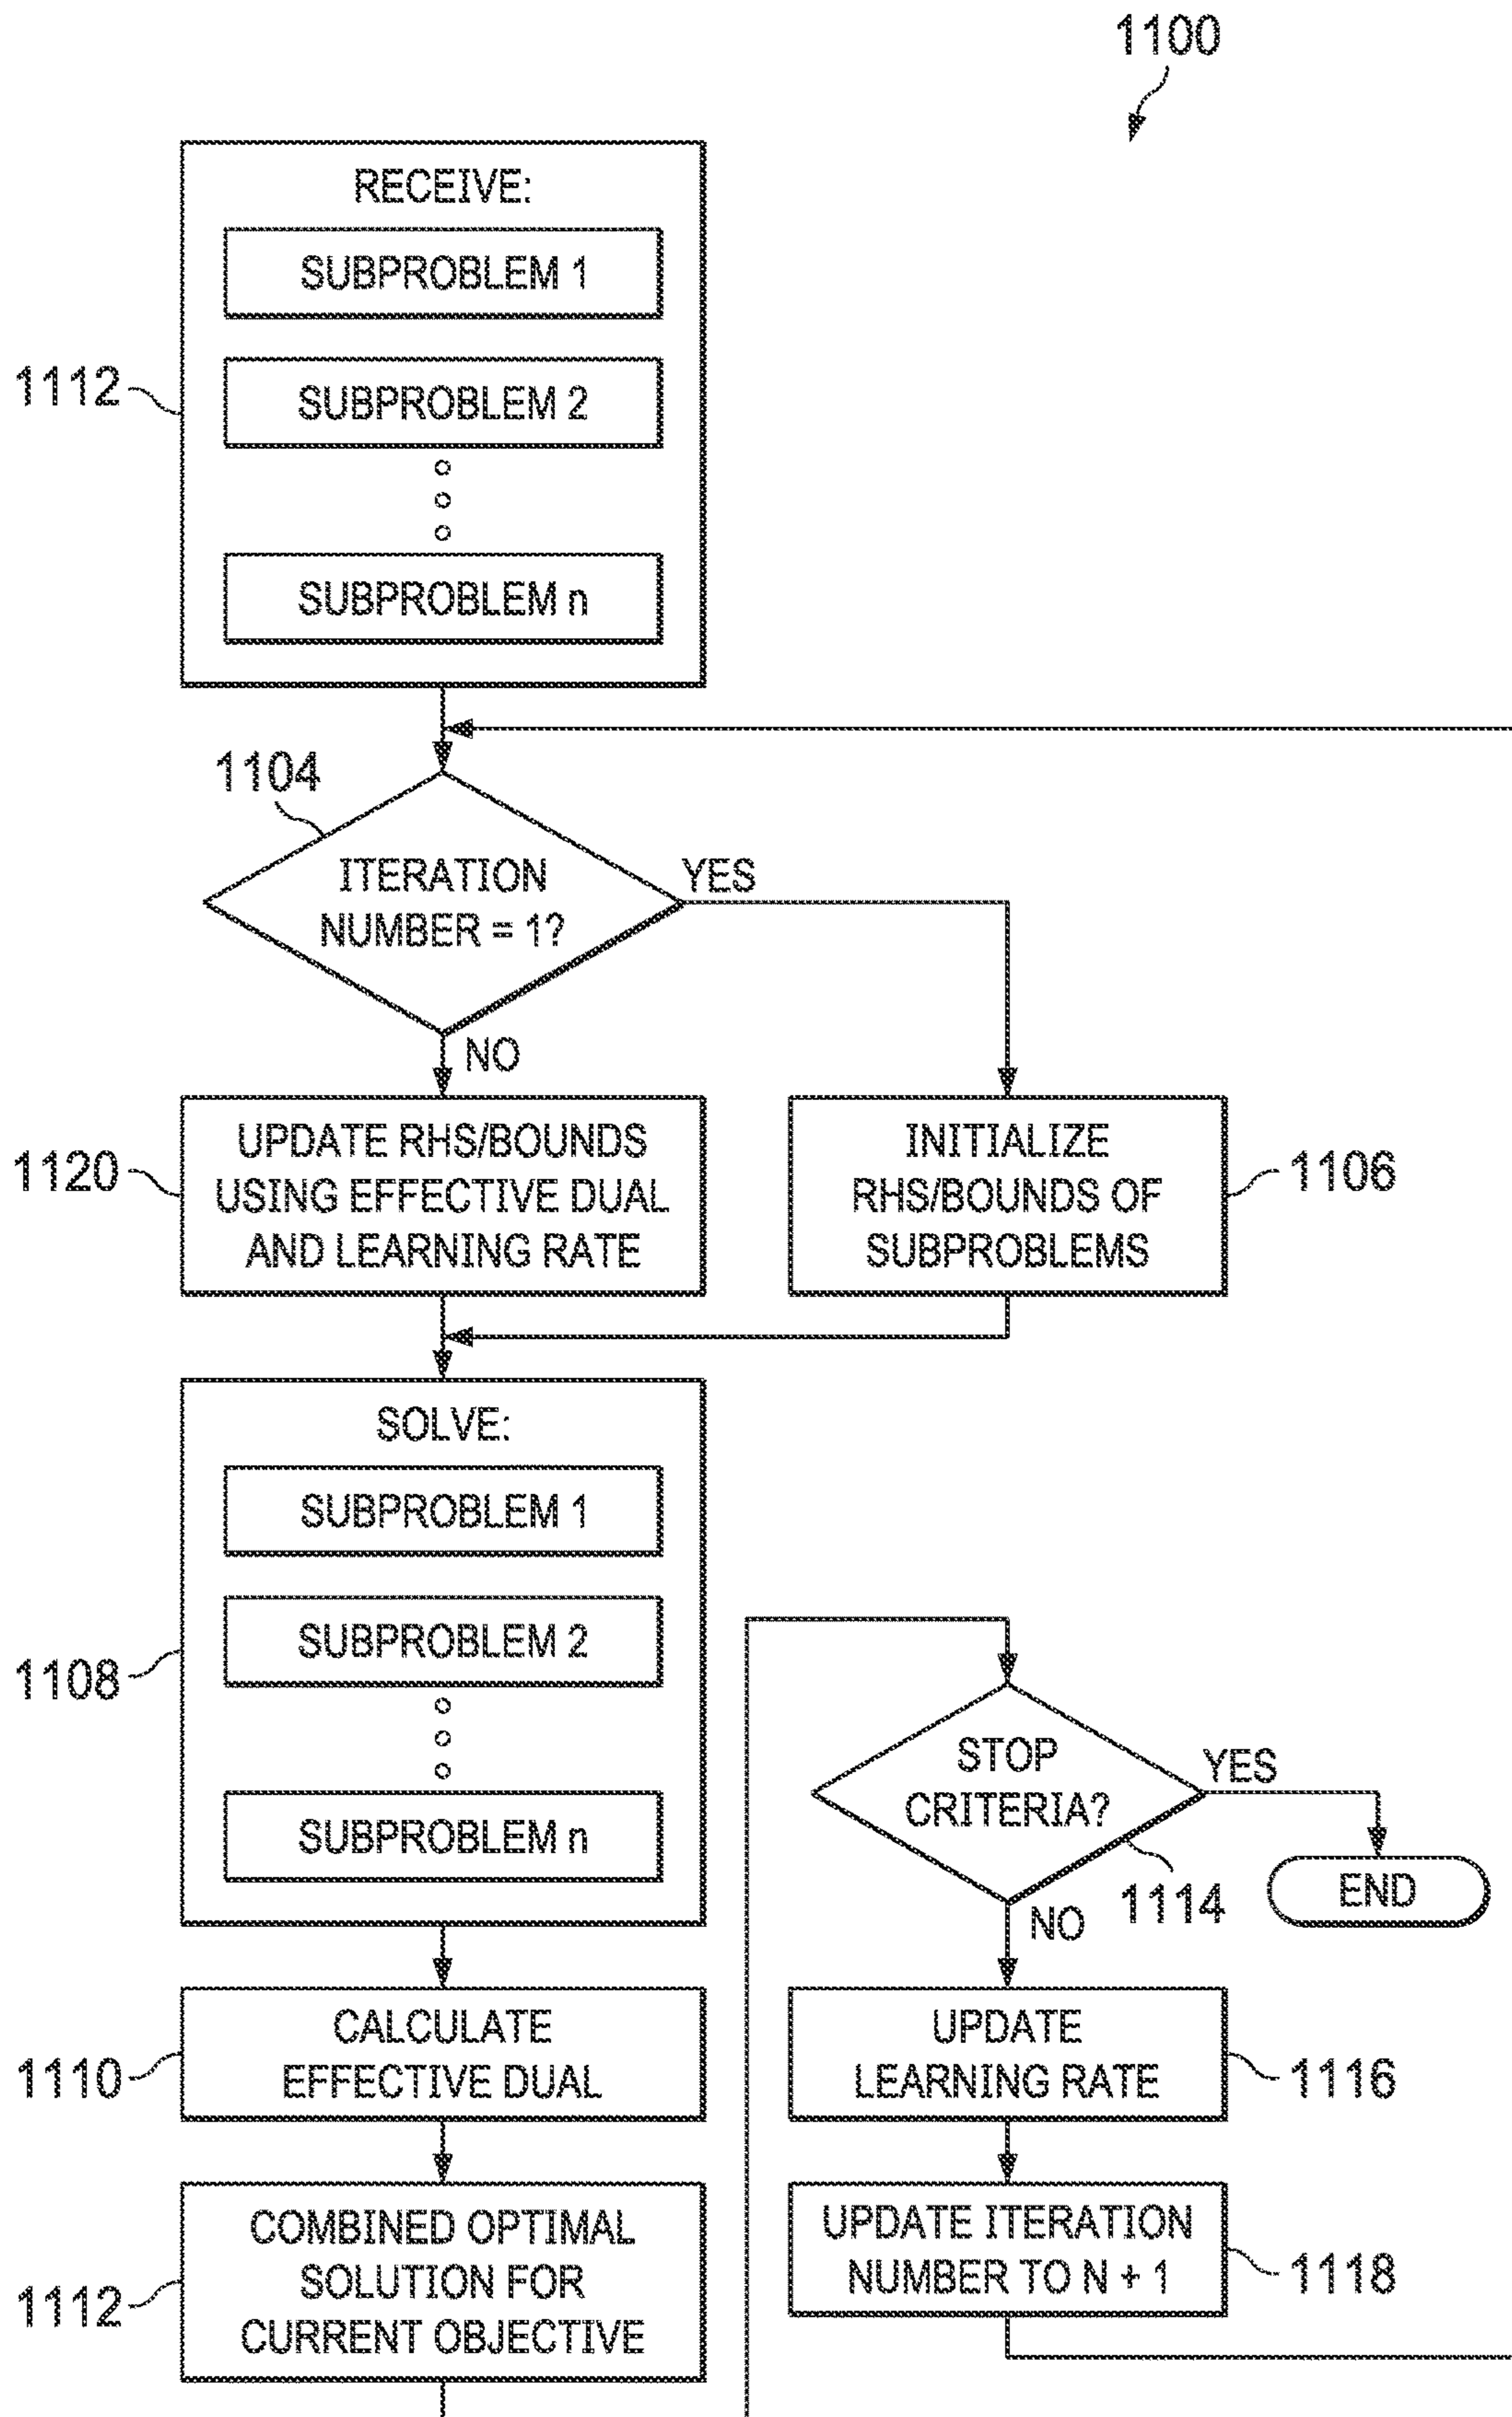 1100
RECEIVE:
SUBPROBLEM 1
1112
SUBPROBLEM 2
SUBPROBLEM n
1104
ITERATION
NUMBER = 1?
YES
NO
1120
UPDATE RHS/BOUNDS
USING EFFECTIVE DUAL
AND LEARNING RATE
INITIALIZE
RHS/BOUNDS OF
SUBPROBLEMS
1106
SOLVE:
SUBPROBLEM 1
1108
SUBPROBLEM 2
SUBPROBLEM n
STOP
CRITERIA?
YES
1114
END
NO
1110
CALCULATE
EFFECTIVE DUAL
UPDATE
LEARNING RATE
1116
1112
COMBINED OPTIMAL
SOLUTION FOR
CURRENT OBJECTIVE
UPDATE ITERATION
NUMBER TO N + 1
1118